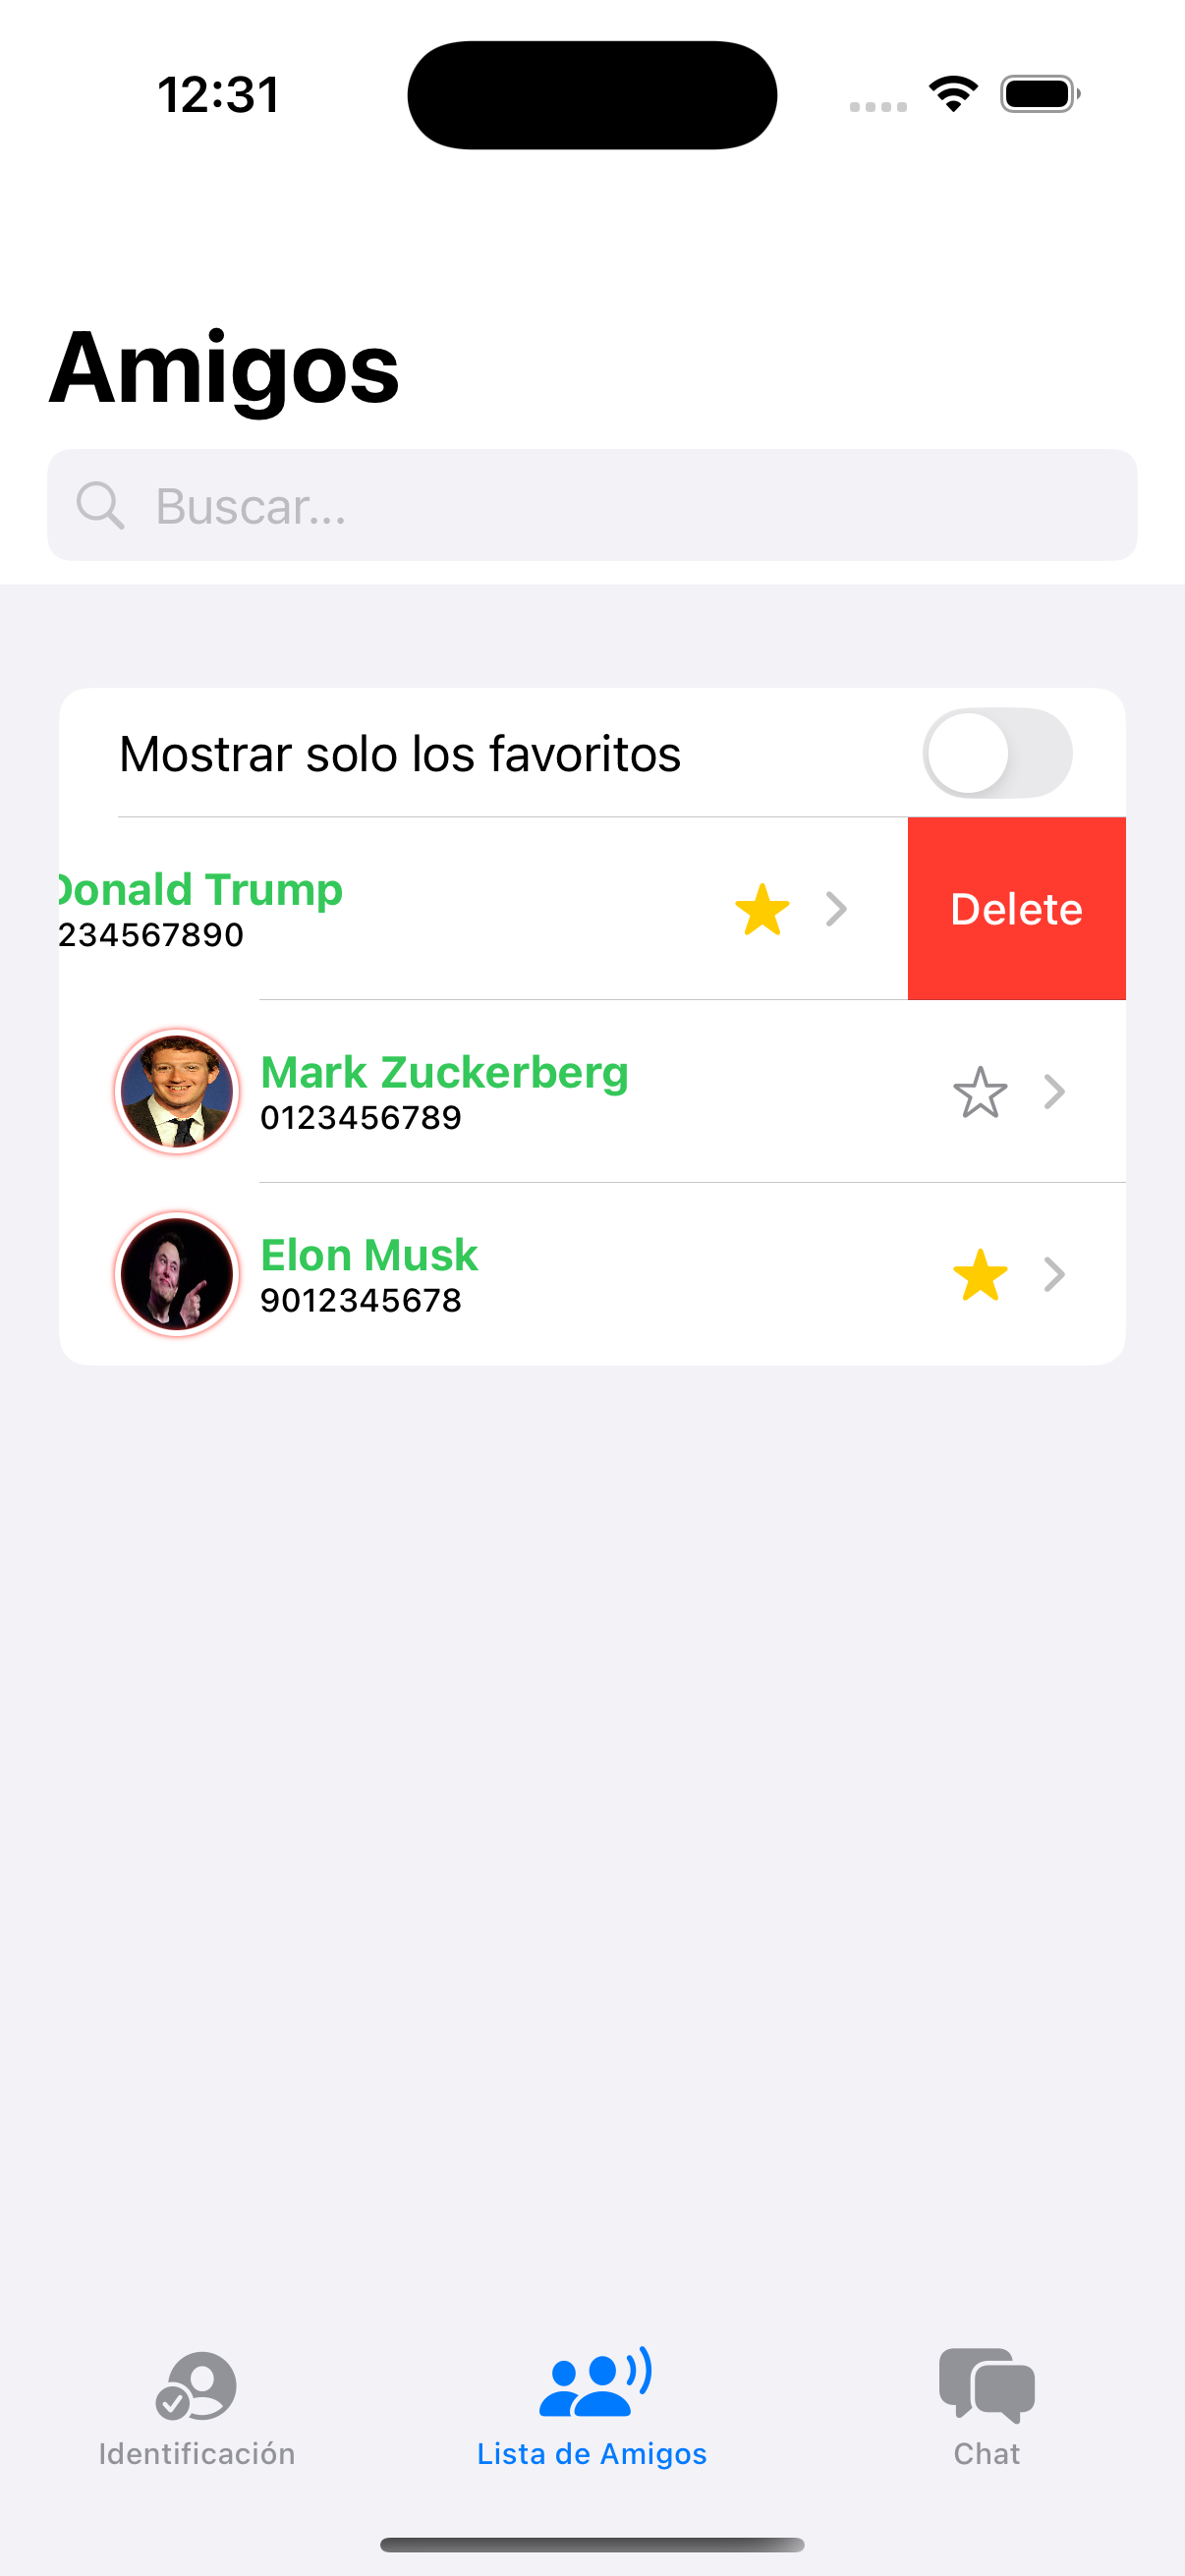 12:31
Amigos
Buscar...
Mostrar solo los favoritos
Donald Trump
234567890
Delete
Mark Zuckerberg
0123456789
Elon Musk
9012345678
Identificación
Lista de Amigos
Chat